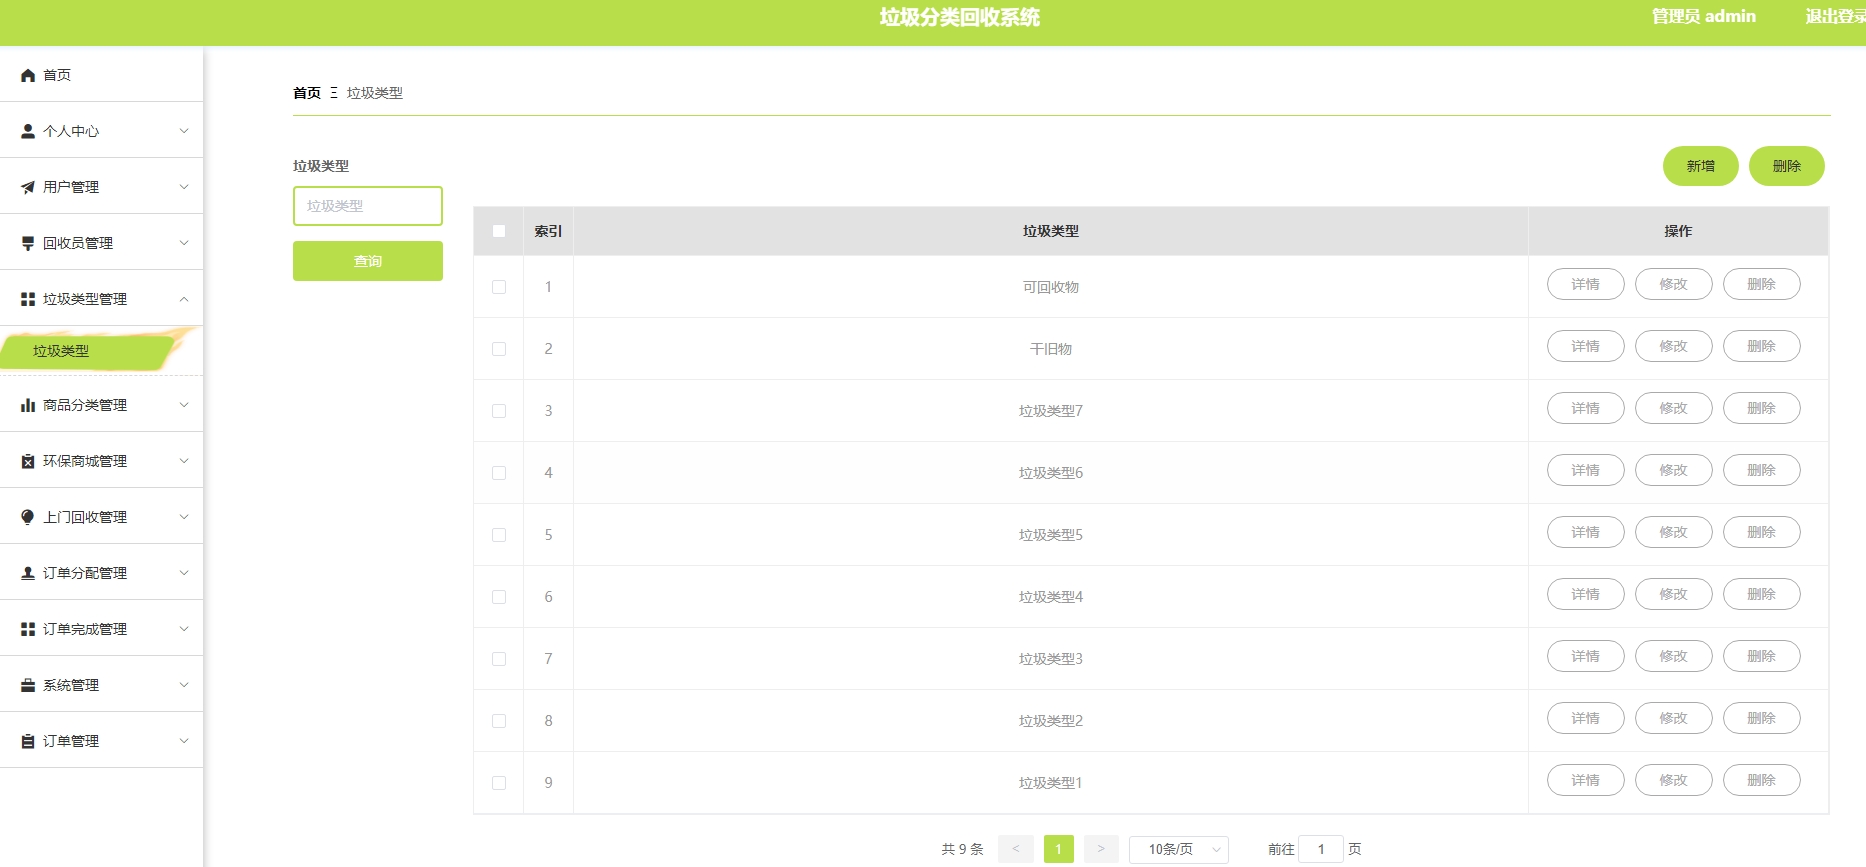 垃圾分类回收系统
管理员 admin
退出登录
首页
个人中心
用户管理
回收员管理
垃圾类型管理
垃圾类型
商品分类管理
环保商城管理
上门回收管理
订单分配管理
订单完成管理
系统管理
订单管理
首页 Ξ 垃圾类型
垃圾类型
垃圾类型
查询
新增 删除
索引 垃圾类型 操作
1 可回收物 详情 修改 删除
2 干旧物 详情 修改 删除
3 垃圾类型7 详情 修改 删除
4 垃圾类型6 详情 修改 删除
5 垃圾类型5 详情 修改 删除
6 垃圾类型4 详情 修改 删除
7 垃圾类型3 详情 修改 删除
8 垃圾类型2 详情 修改 删除
9 垃圾类型1 详情 修改 删除
共 9 条 < 1 > 10条/页 前往 1 页